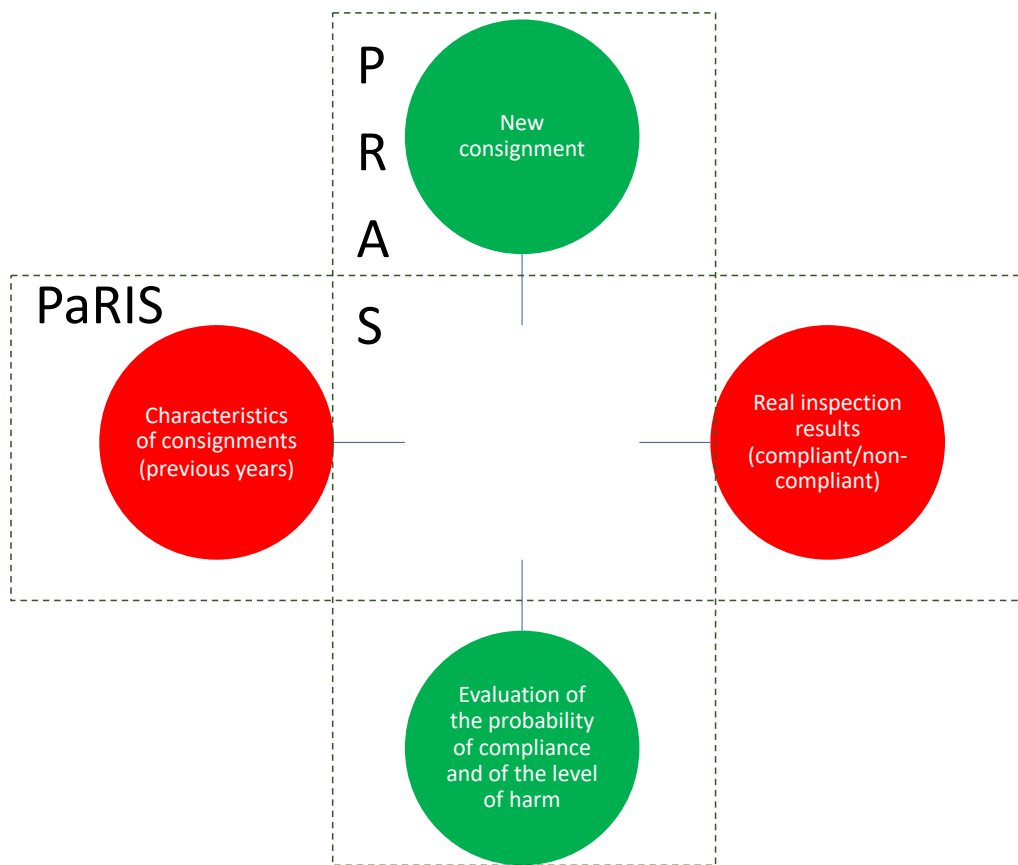 P
R
A
S
New
consignment
PaRIS
Characteristics
of consignments
(previous years)
Real inspection
results
(compliant/non-
compliant)
Evaluation of
the probability
of compliance
and of the level
of harm